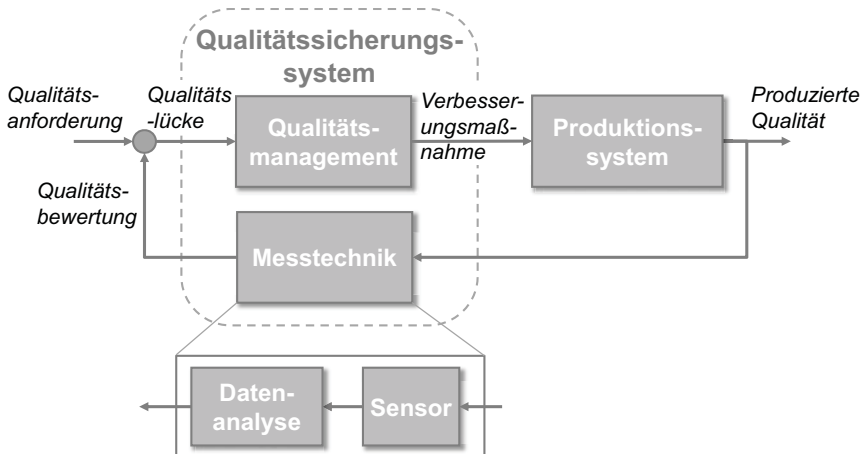 Qualitätssicherungs-
system
Qualitäts-
anforderung
Qualitäts
-lücke
Qualitäts-
management
Verbesser-
ungsmaß-
nahme
Produktions-
system
Produzierte
Qualität
Qualitäts-
bewertung
Messtechnik
Daten-
analyse
Sensor